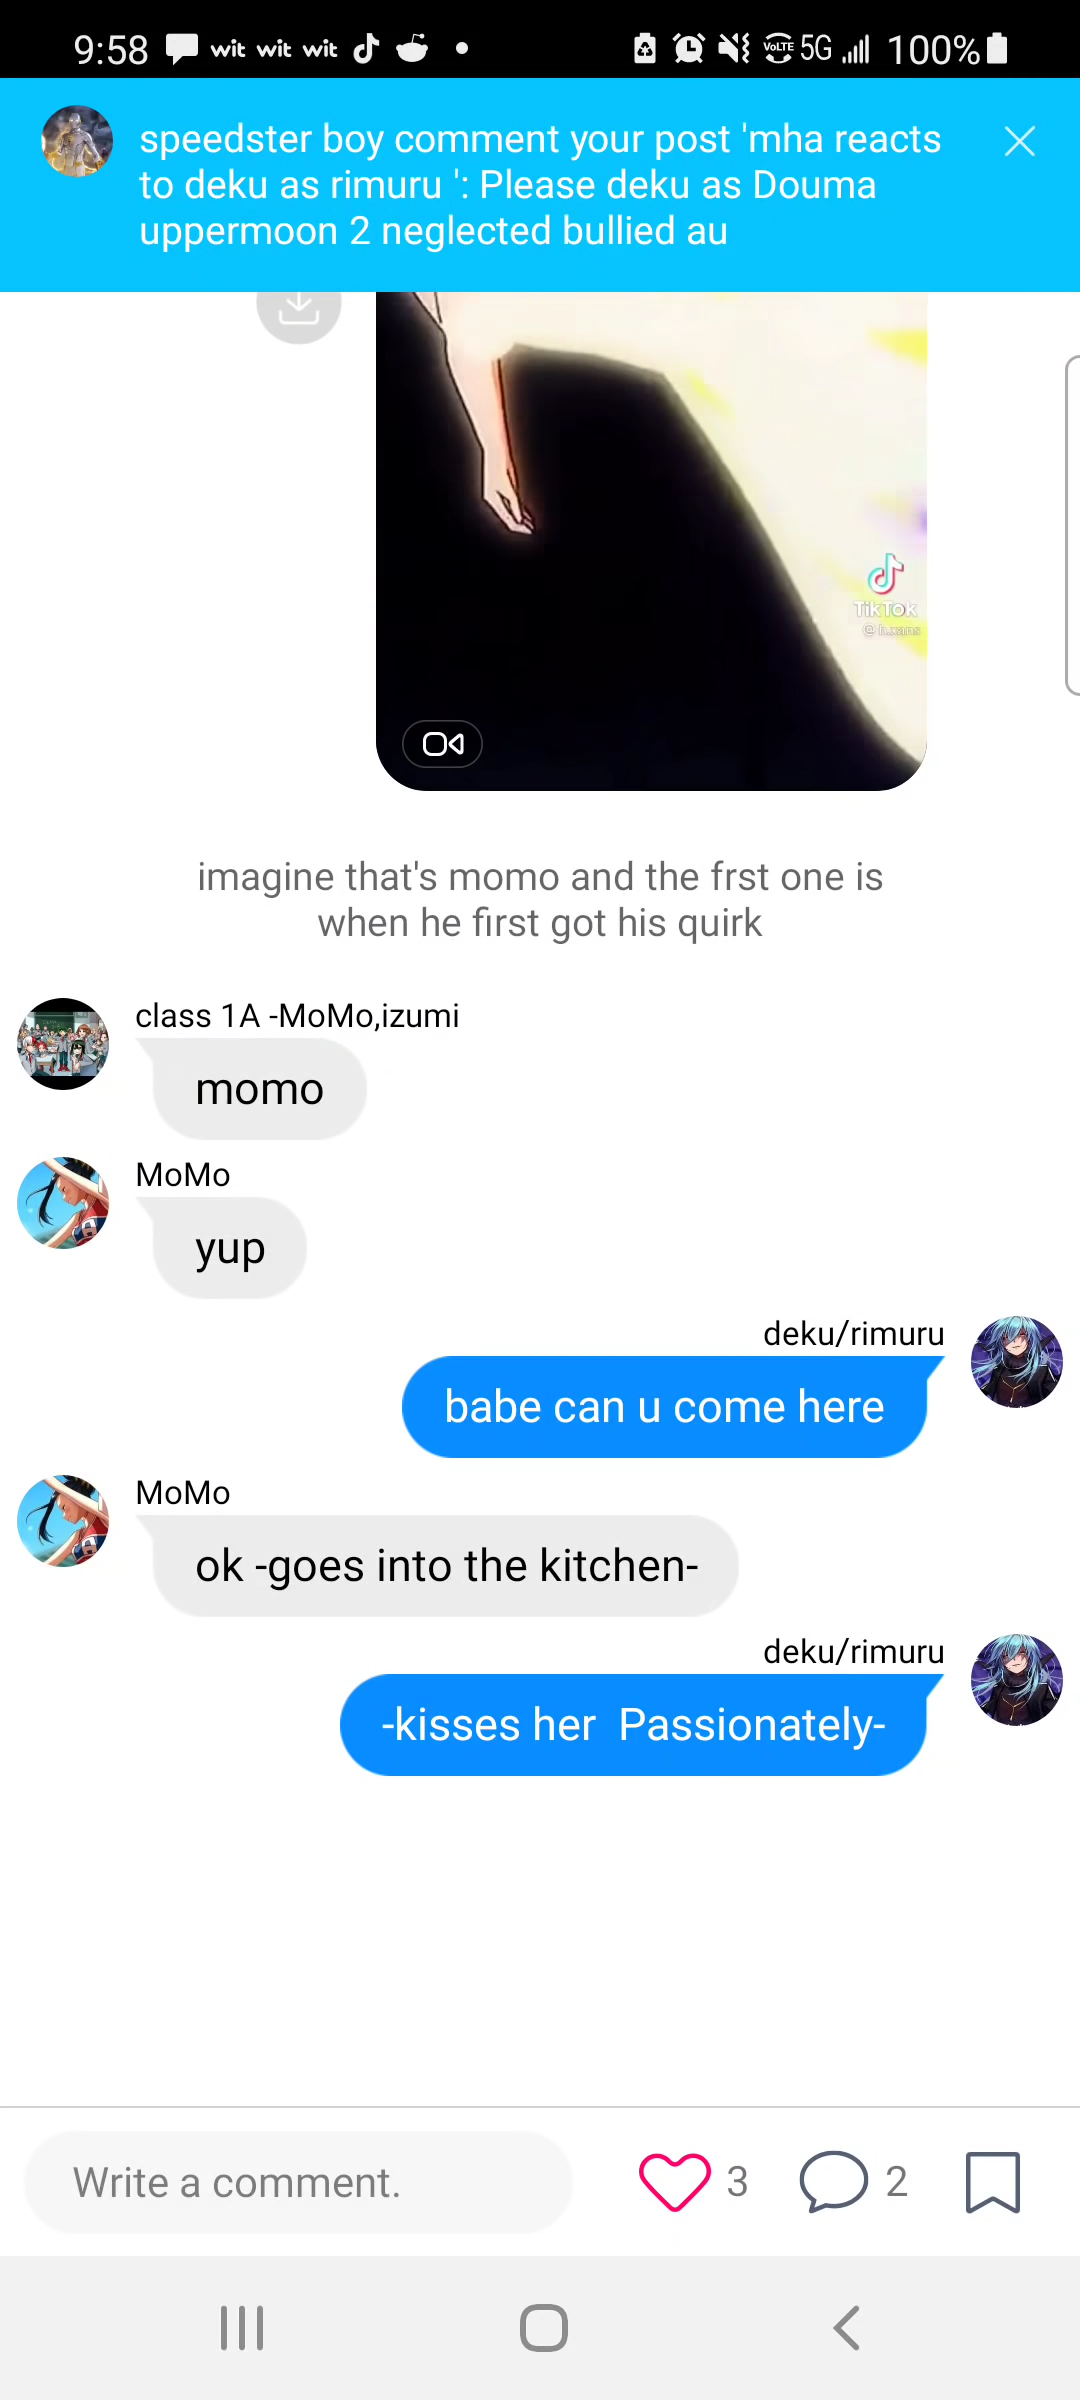 9:58 wit wit wit VoLTE 5G 100%
speedster boy comment your post 'mha reacts
to deku as rimuru ': Please deku as Douma
uppermoon 2 neglected bullied au
TikTok
imagine that's momo and the frst one is
when he first got his quirk
class 1A -MoMo,izumi
momo
MoMo
yup
deku/rimuru
babe can u come here
MoMo
ok -goes into the kitchen-
deku/rimuru
-kisses her  Passionately-
Write a comment.
3
2